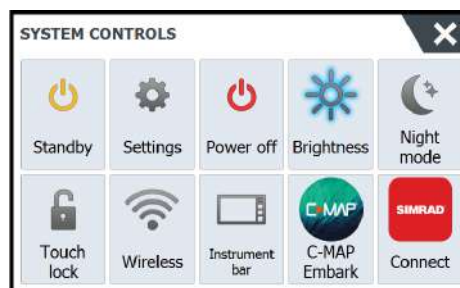 SYSTEM CONTROLS
Standby
Settings
Power off
Brightness
Night
mode
Touch
lock
Wireless
Instrument
bar
C-MAP
C-MAP
Embark
SIMRAD
Connect